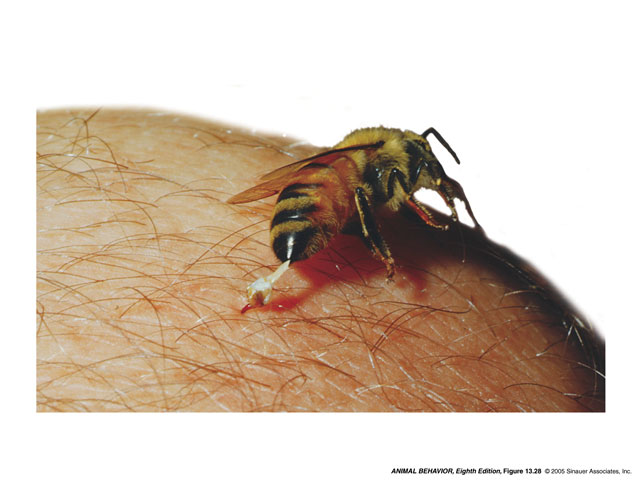 ANIMAL BEHAVIOR, Eighth Edition, Figure 13.28 © 2005 Sinauer Associates, Inc.